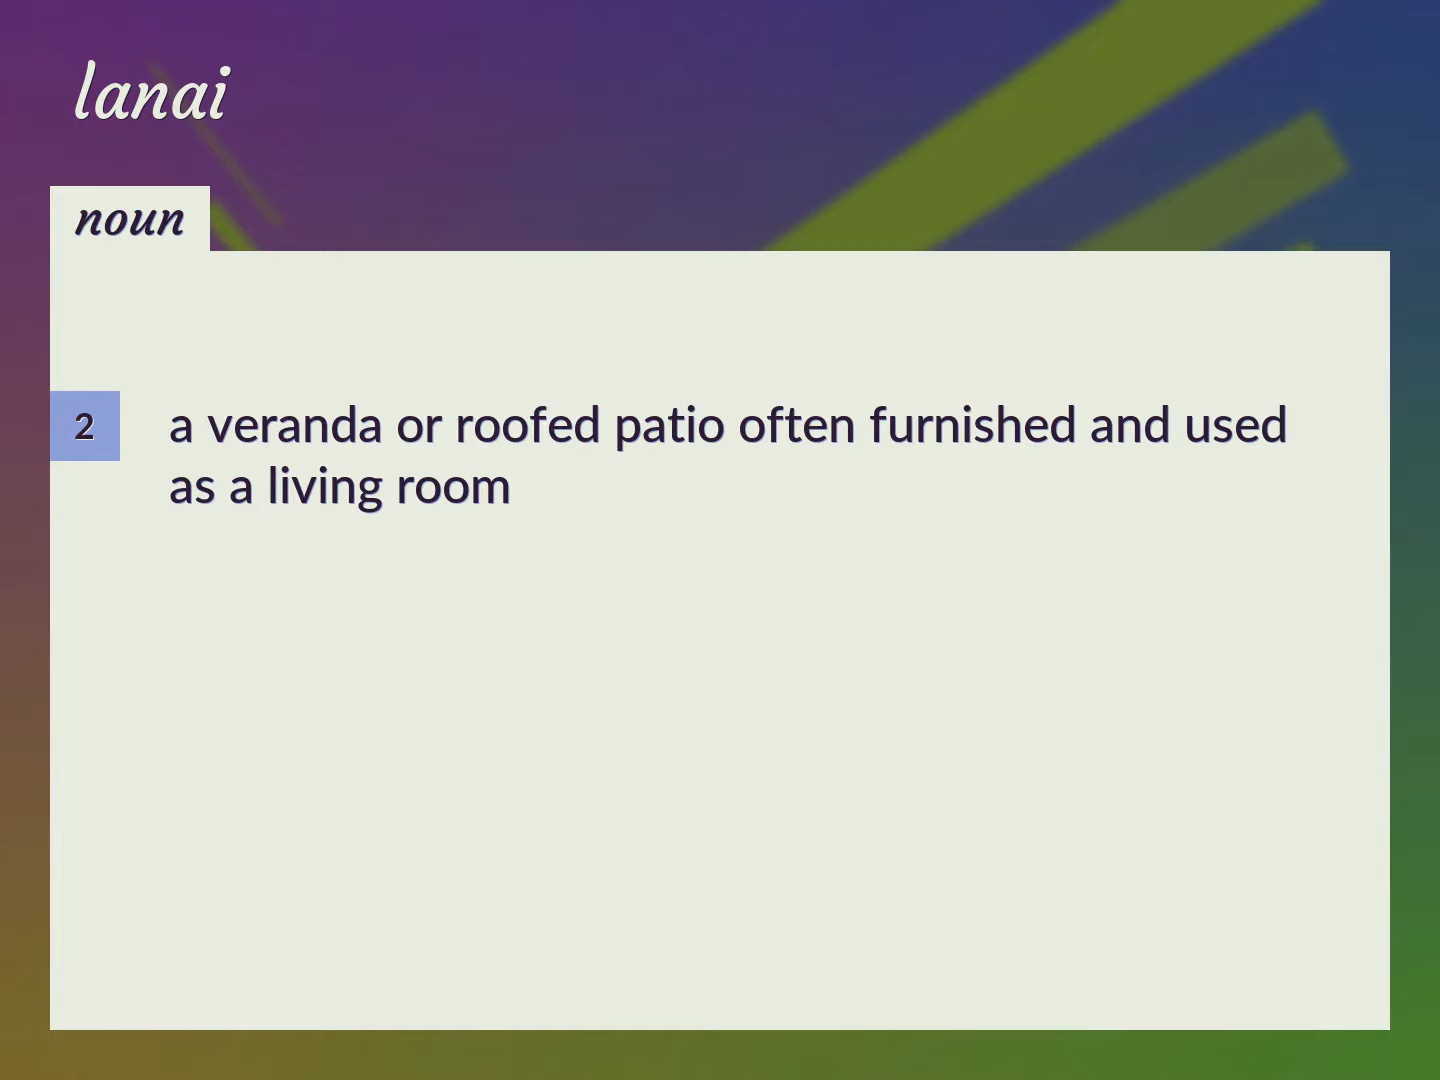 lanai
noun
2
a veranda or roofed patio often furnished and used
as a living room